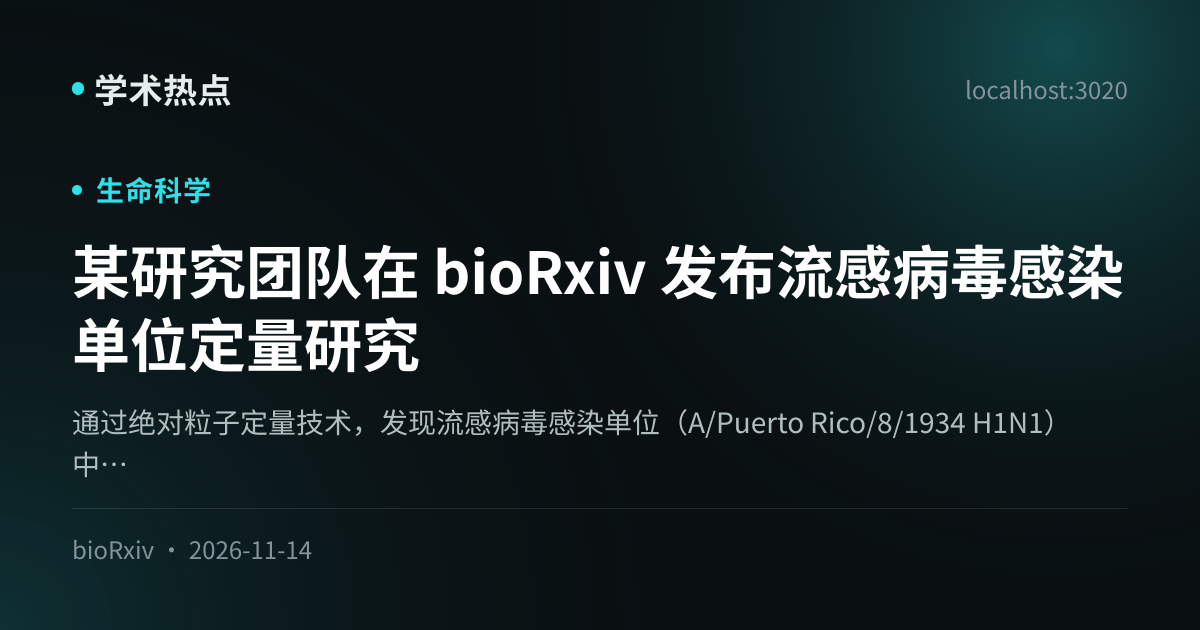 学术热点
localhost:3020
生命科学
某研究团队在 bioRxiv 发布流感病毒感染
单位定量研究
通过绝对粒子定量技术，发现流感病毒感染单位（A/Puerto Rico/8/1934 H1N1）
中…
bioRxiv · 2026-11-14